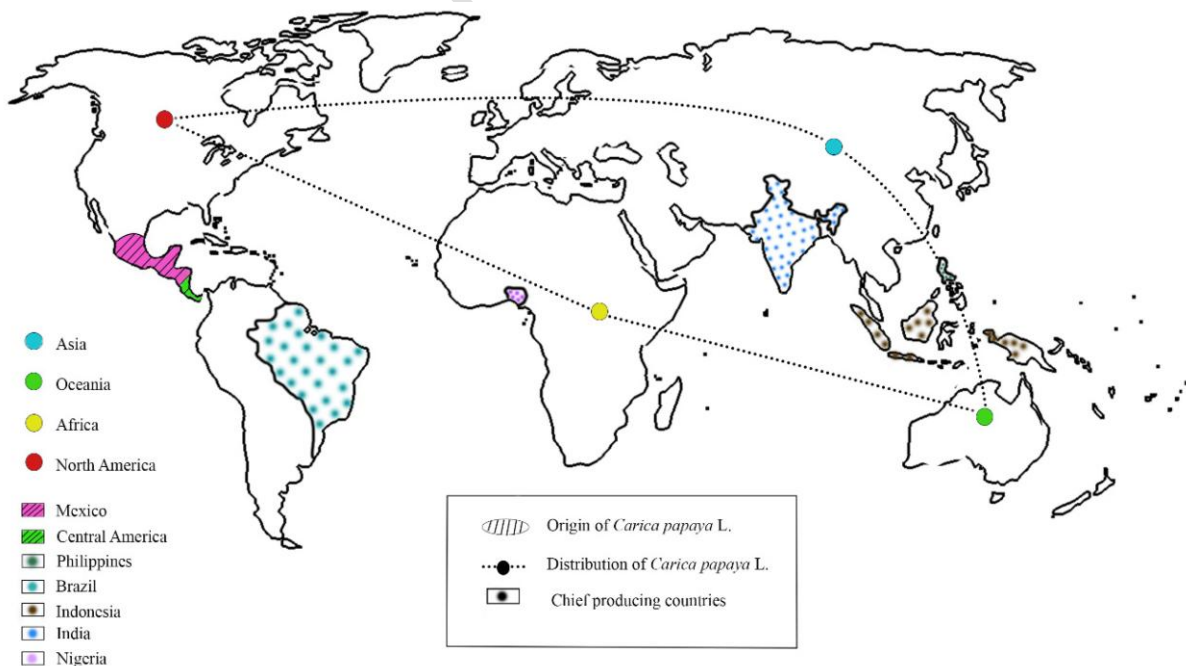 Asia
Oceania
Africa
North America
Mexico
Central America
Philippines
Brazil
Indonesia
India
Nigeria
Origin of Carica papaya L.
Distribution of Carica papaya L.
Chief producing countries